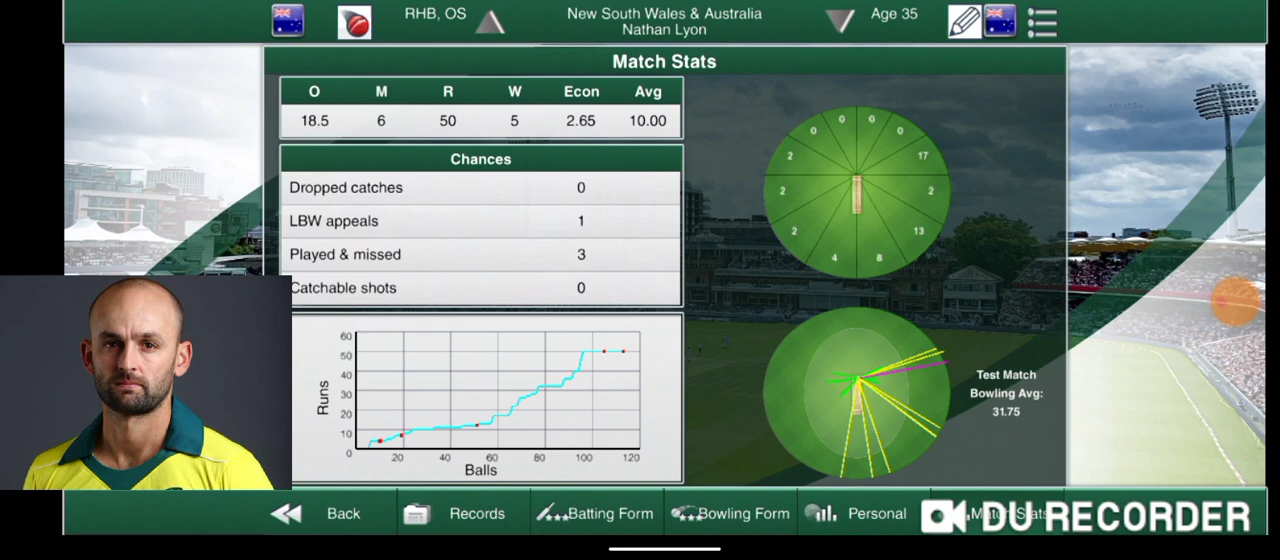 RHB, OS
New South Wales & Australia
Nathan Lyon
Age 35
Match Stats
O M R W Econ Avg
18.5 6 50 5 2.65 10.00
Chances
Dropped catches 0
LBW appeals 1
Played & missed 3
Catchable shots 0
0 0 0 0 17 2 13 8 4 2 2 2
Runs
60
50
40
30
20
10
0
20 40 60 80 100 120
Balls
Test Match
Bowling Avg:
31.75
Back Records Batting Form Bowling Form Personal Match Stats
DU RECORDER